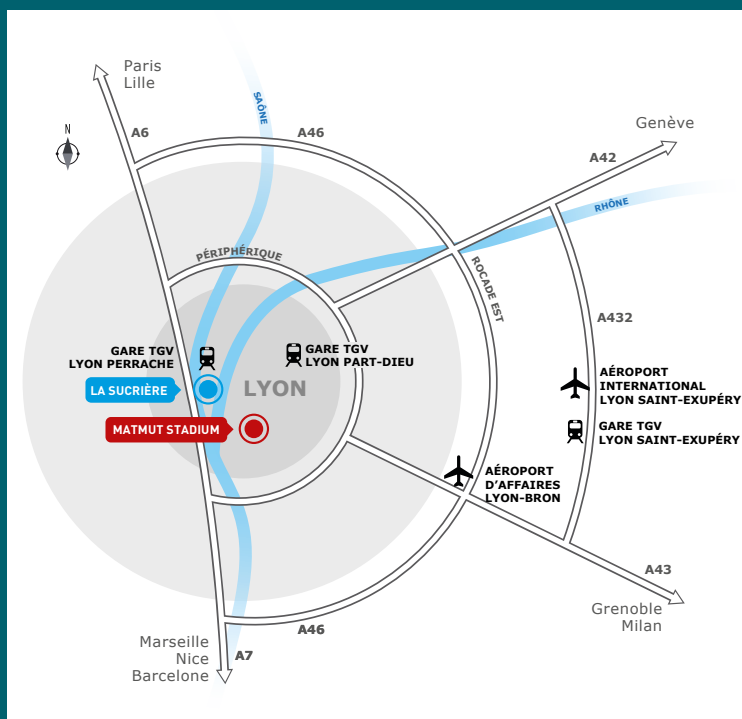 Paris
Lille
N
SAÔNE
A6
A46
Genève
A42
RHÔNE
PÉRIPHÉRIQUE
ROCADE EST
A432
GARE TGV
LYON PERRACHE
GARE TGV
LYON PART-DIEU
LA SUCRIÈRE
LYON
AÉROPORT
INTERNATIONAL
LYON SAINT-EXUPÉRY
MATMUT STADIUM
GARE TGV
LYON SAINT-EXUPÉRY
AÉROPORT
D'AFFAIRES
LYON-BRON
A43
Grenoble
Milan
A46
Marseille
Nice
Barcelone
A7